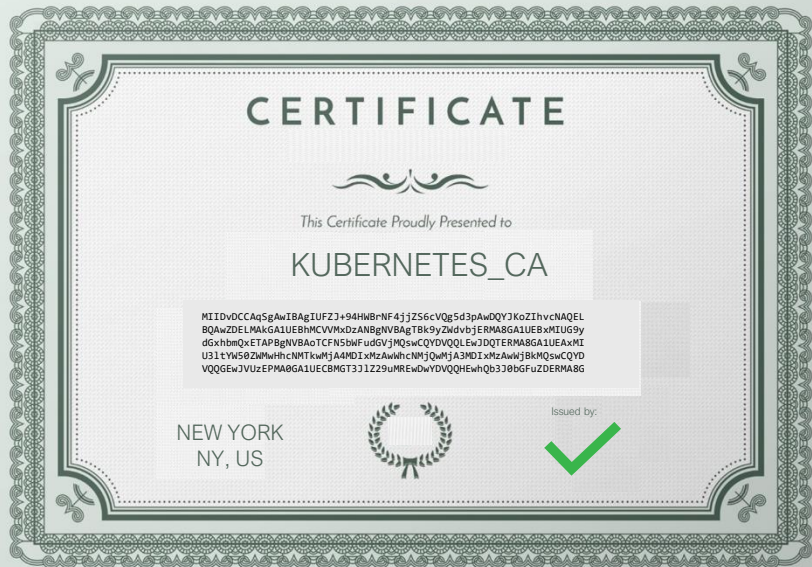 CERTIFICATE
This Certificate Proudly Presented to
KUBERNETES_CA
MIIDvDCCAqSgAwIBAgIUFZJ+94HWBrNF4jjZS6cVQg5d3pAwDQYJKoZIhvcNAQEL
BQAwZDELMAkGA1UEBhMCVVMxDzANBgNVBAgTBk9yZWdvbjERMA8GA1UEBxMIUG9y
dGxhbmQxETAPBgNVBAoTCFN5bWFudGVjMQswCQYDVQQLEwJDQTERMA8GA1UEAxMI
U3ltYW50ZWMwHhcNMTkwMjA4MDIxMzAwWhcNMjQwMjA3MDIxMzAwWjBkMQswCQYD
VQQGEwJVUzEPMA0GA1UECBMGT3JlZ29uMREwDwYDVQQHEwhQb3J0bGFuZDERMA8G
NEW YORK
NY, US
Issued by: